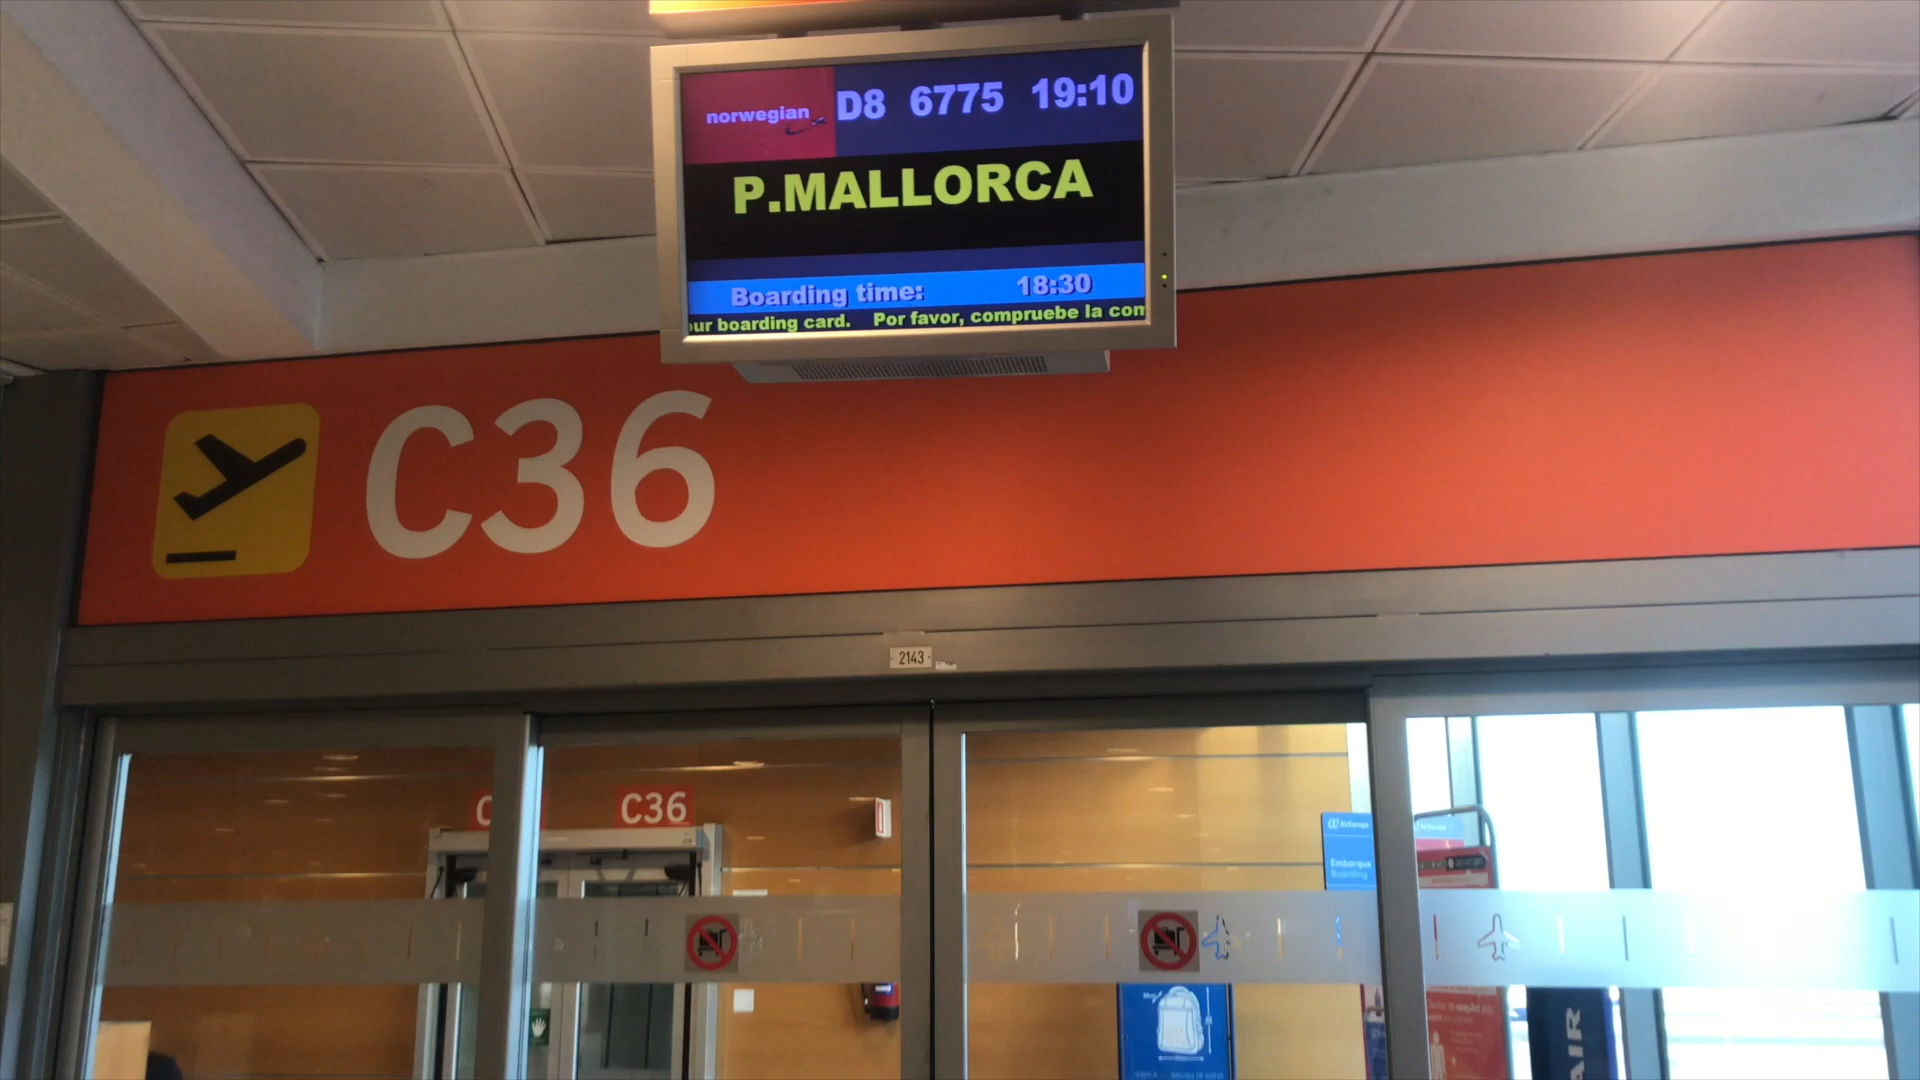 norwegian
D8 6775 19:10
P.MALLORCA
Boarding time: 18:30
ur boarding card. Por favor, compruebe la com
C36
2143
C
C36
AirEuropa
Embarque
Boarding
AIR